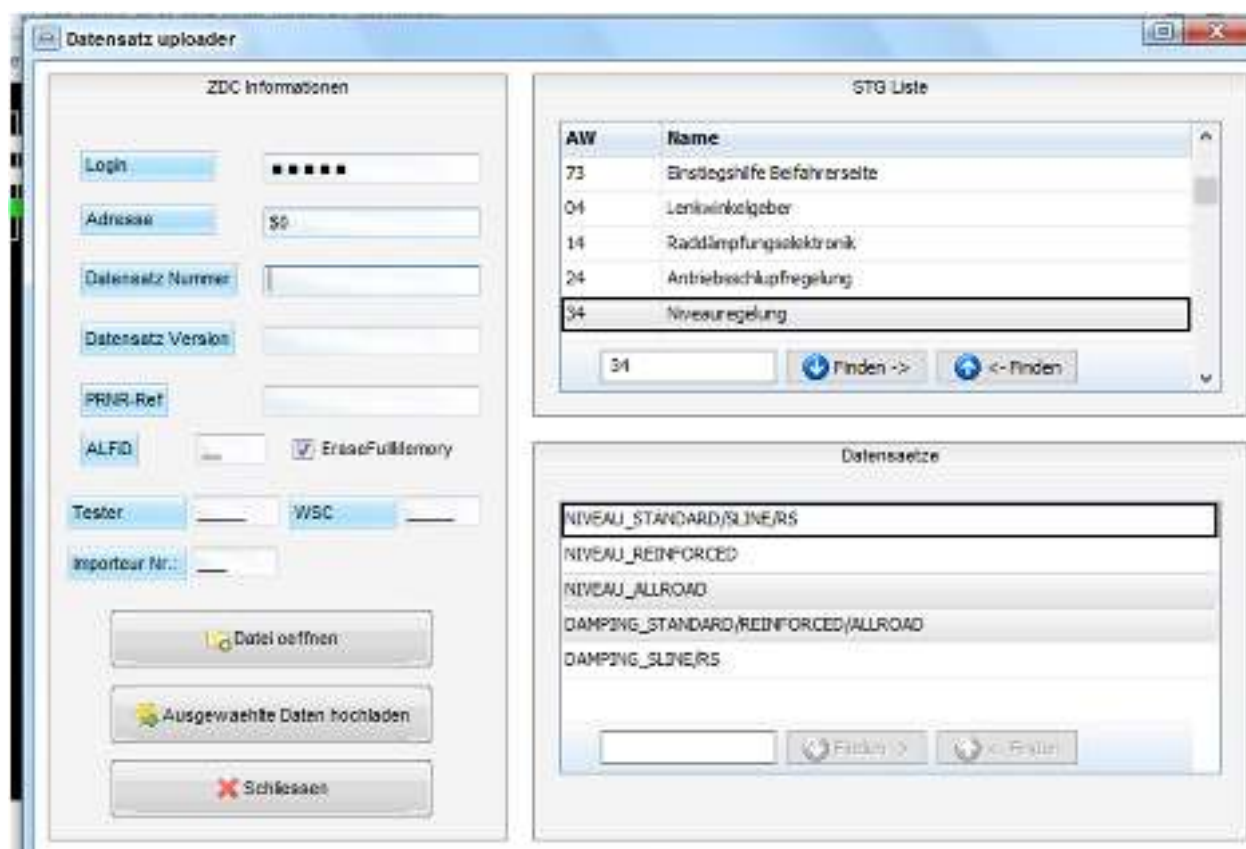 Datensatz uploader
ZDC Informationen
Login
Adresse
$0
Datensatz Nummer
Datensatz Version
PRNR-Ref
ALFID
EraseFullMemory
Tester
WSC
Importeur Nr.:
Datei oeffnen
Ausgewaehlte Daten hochladen
Schliessen
STG Liste
AW Name
73 Einstiegshilfe Beifahrerseite
04 Lenkwinkelgeber
14 Raddämpfungselektronik
24 Antriebsschlupfregelung
34 Niveauregelung
34 Finden -> <- Finden
Datensaetze
NIVEAU_STANDARD/SLINE/RS
NIVEAU_REINFORCED
NIVEAU_ALLROAD
DAMPING_STANDARD/REINFORCED/ALLROAD
DAMPING_SLINE/RS
Finden -> <- Finden